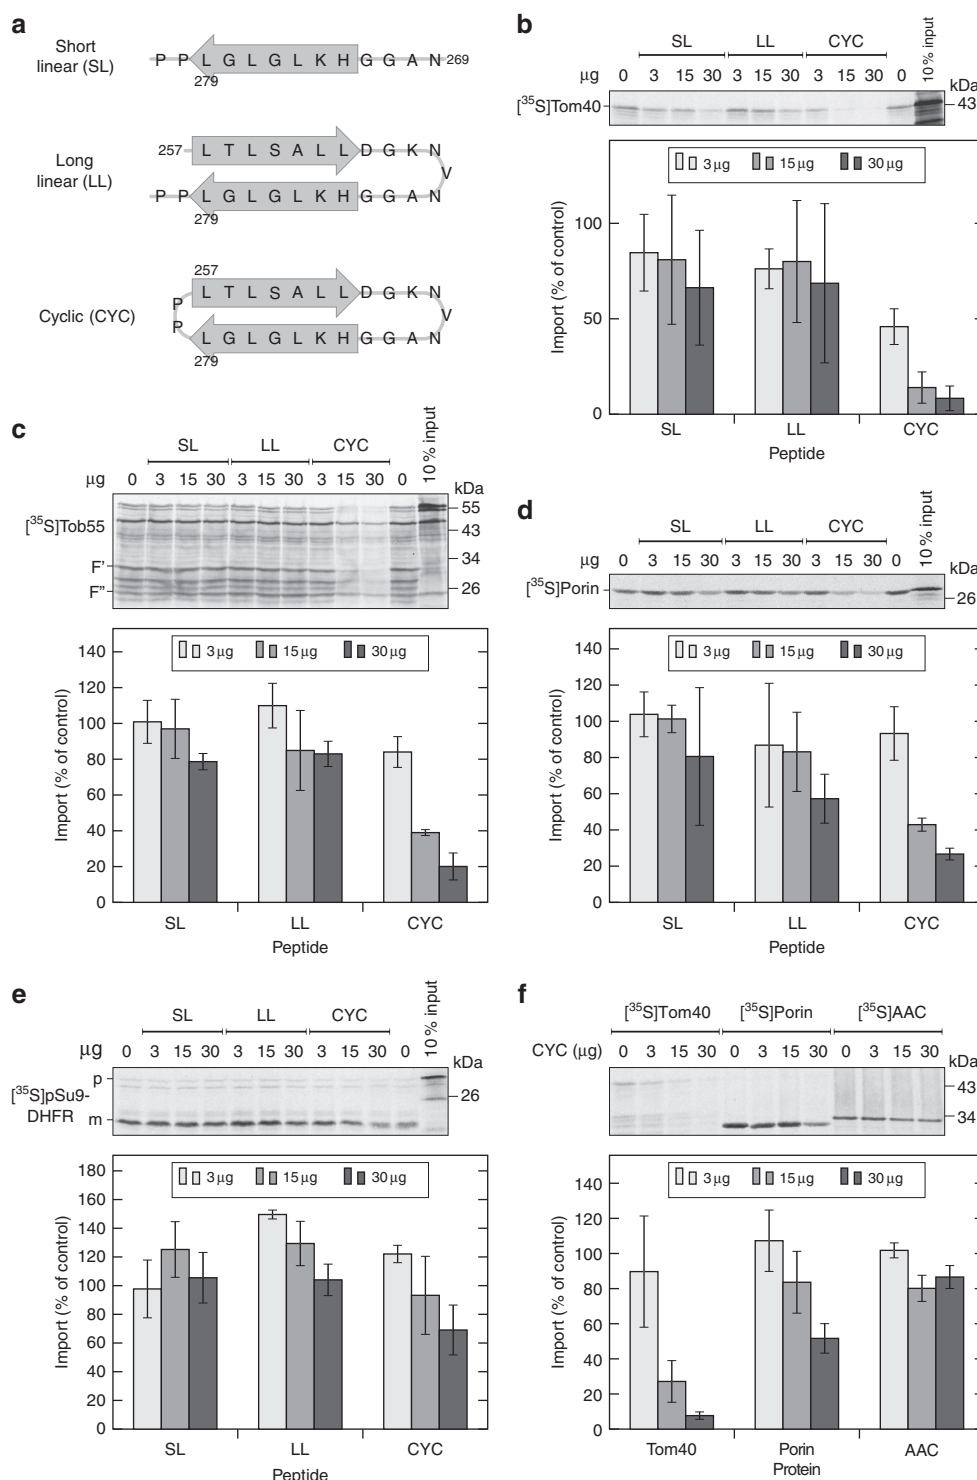 a
Short linear (SL)
P P L G L G L K H G G A N 269
279
Long linear (LL)
257 L T L S A L L D G K N
V
P P L G L G L K H G G A N
279
Cyclic (CYC)
257
P L T L S A L L D G K N
V
P L G L G L K H G G A N
279
b
SL LL CYC
μg 0 3 15 30 3 15 30 3 15 30 0 10% input
kDa
[35S]Tom40
43
3 μg 15 μg 30 μg
Import (% of control)
100
50
0
SL LL CYC
Peptide
c
SL LL CYC
μg 0 3 15 30 3 15 30 3 15 30 0 10% input
kDa
[35S]Tob55
F'
F"
55
43
34
26
3 μg 15 μg 30 μg
Import (% of control)
140
120
100
80
60
40
20
0
SL LL CYC
Peptide
d
SL LL CYC
μg 0 3 15 30 3 15 30 3 15 30 0 10% input
kDa
[35S]Porin
26
3 μg 15 μg 30 μg
Import (% of control)
140
120
100
80
60
40
20
0
SL LL CYC
Peptide
e
SL LL CYC
μg 0 3 15 30 3 15 30 3 15 30 0 10% input
kDa
[35S]pSu9-DHFR
p
m
26
3 μg 15 μg 30 μg
Import (% of control)
180
160
140
120
100
80
60
40
20
0
SL LL CYC
Peptide
f
[35S]Tom40 [35S]Porin [35S]AAC
CYC (μg) 0 3 15 30 0 3 15 30 0 3 15 30
kDa
43
34
3 μg 15 μg 30 μg
Import (% of control)
140
120
100
80
60
40
20
0
Tom40 Porin AAC
Protein